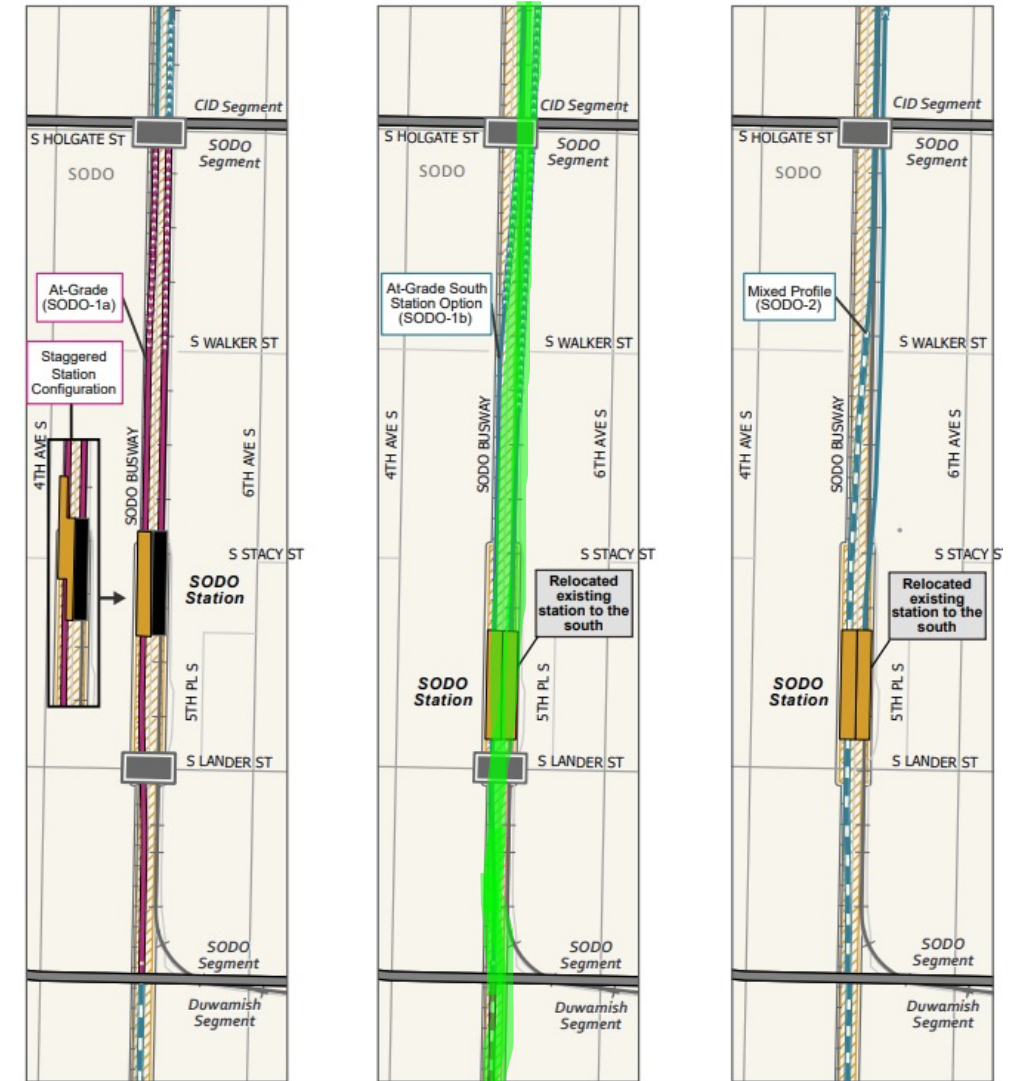 CID Segment
S HOLGATE ST
SODO
Segment
SODO
At-Grade
(SODO-1a)
S WALKER ST
Staggered
Station
Configuration
4TH AVE S
SODO BUSWAY
6TH AVE S
S STACY ST
SODO
Station
5TH PL S
S LANDER ST
SODO
Segment
Duwamish
Segment
CID Segment
S HOLGATE ST
SODO
Segment
SODO
At-Grade South
Station Option
(SODO-1b)
S WALKER ST
4TH AVE S
SODO BUSWAY
6TH AVE S
S STACY ST
Relocated
existing
station to the
south
SODO
Station
5TH PL S
S LANDER ST
SODO
Segment
Duwamish
Segment
CID Segment
S HOLGATE ST
SODO
Segment
SODO
Mixed Profile
(SODO-2)
S WALKER ST
4TH AVE S
SODO BUSWAY
6TH AVE S
S STACY S
Relocated
existing
station to the
south
SODO
Station
5TH PL S
S LANDER ST
SODO
Segment
Duwamish
Segment